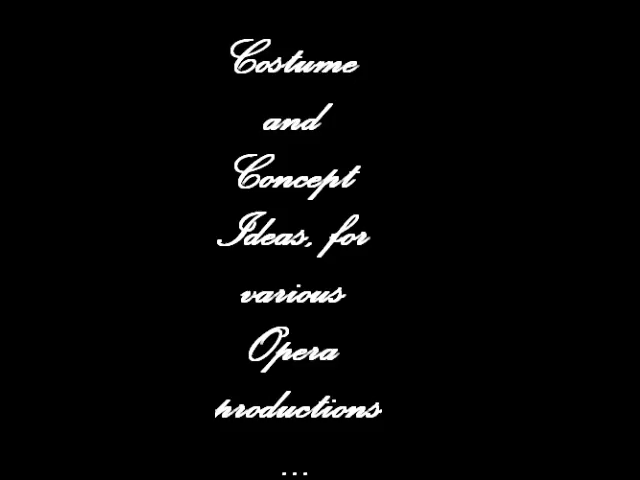 Costume
and
Concept
Ideas, for
various
Opera
productions
...